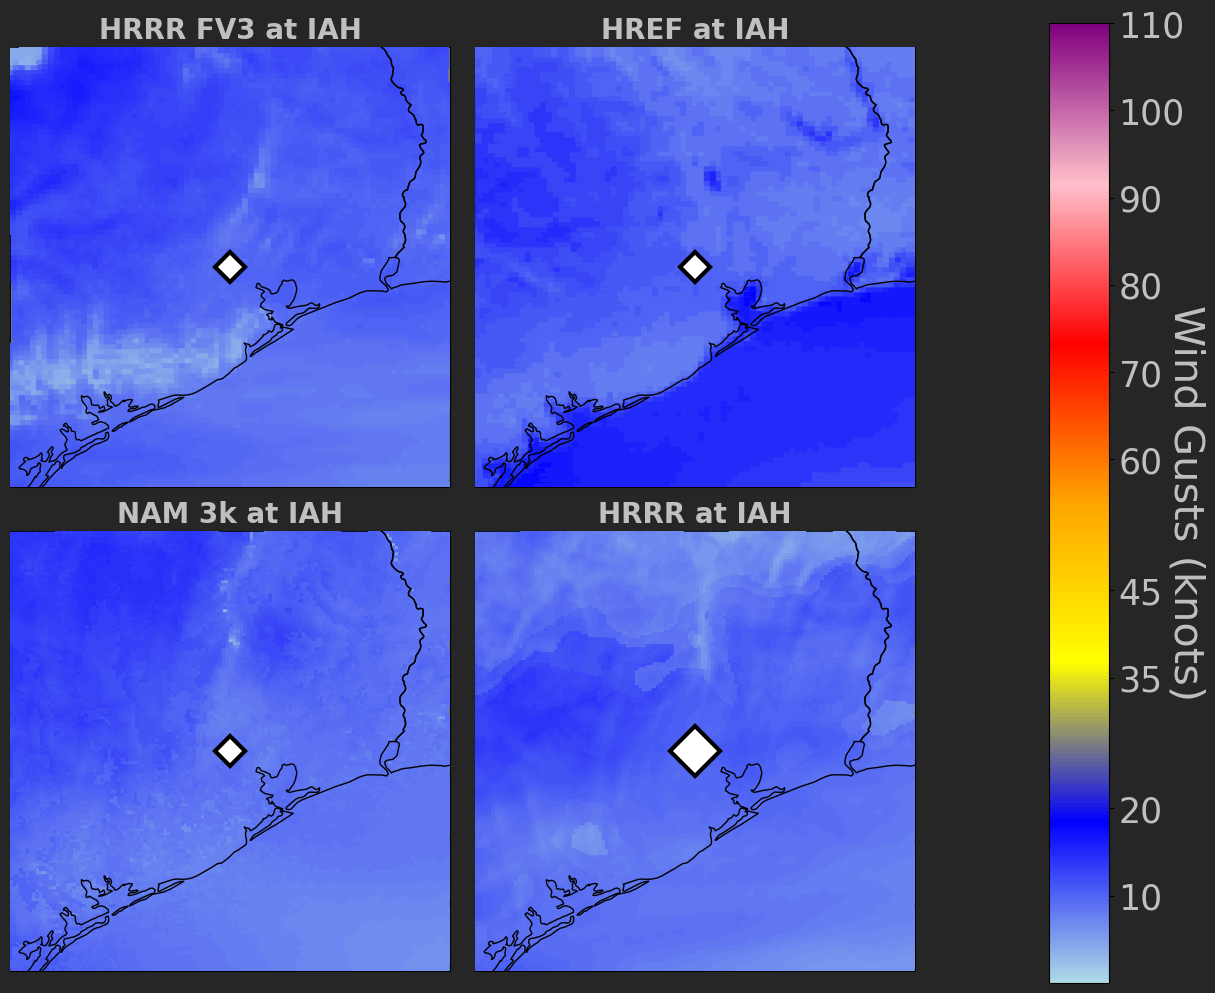 HRRR FV3 at IAH
HREF at IAH
NAM 3k at IAH
HRRR at IAH
110
100
90
80
70
60
45
35
20
10
Wind Gusts (knots)